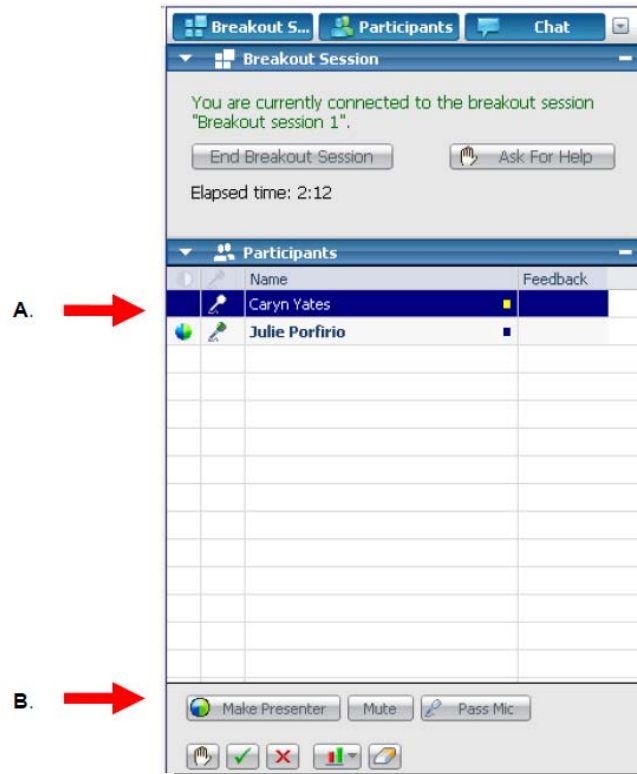 Breakout S... Participants Chat
Breakout Session
You are currently connected to the breakout session
"Breakout session 1".
End Breakout Session Ask For Help
Elapsed time: 2:12
Participants
Name Feedback
A. Caryn Yates
Julie Porfirio
B. Make Presenter Mute Pass Mic